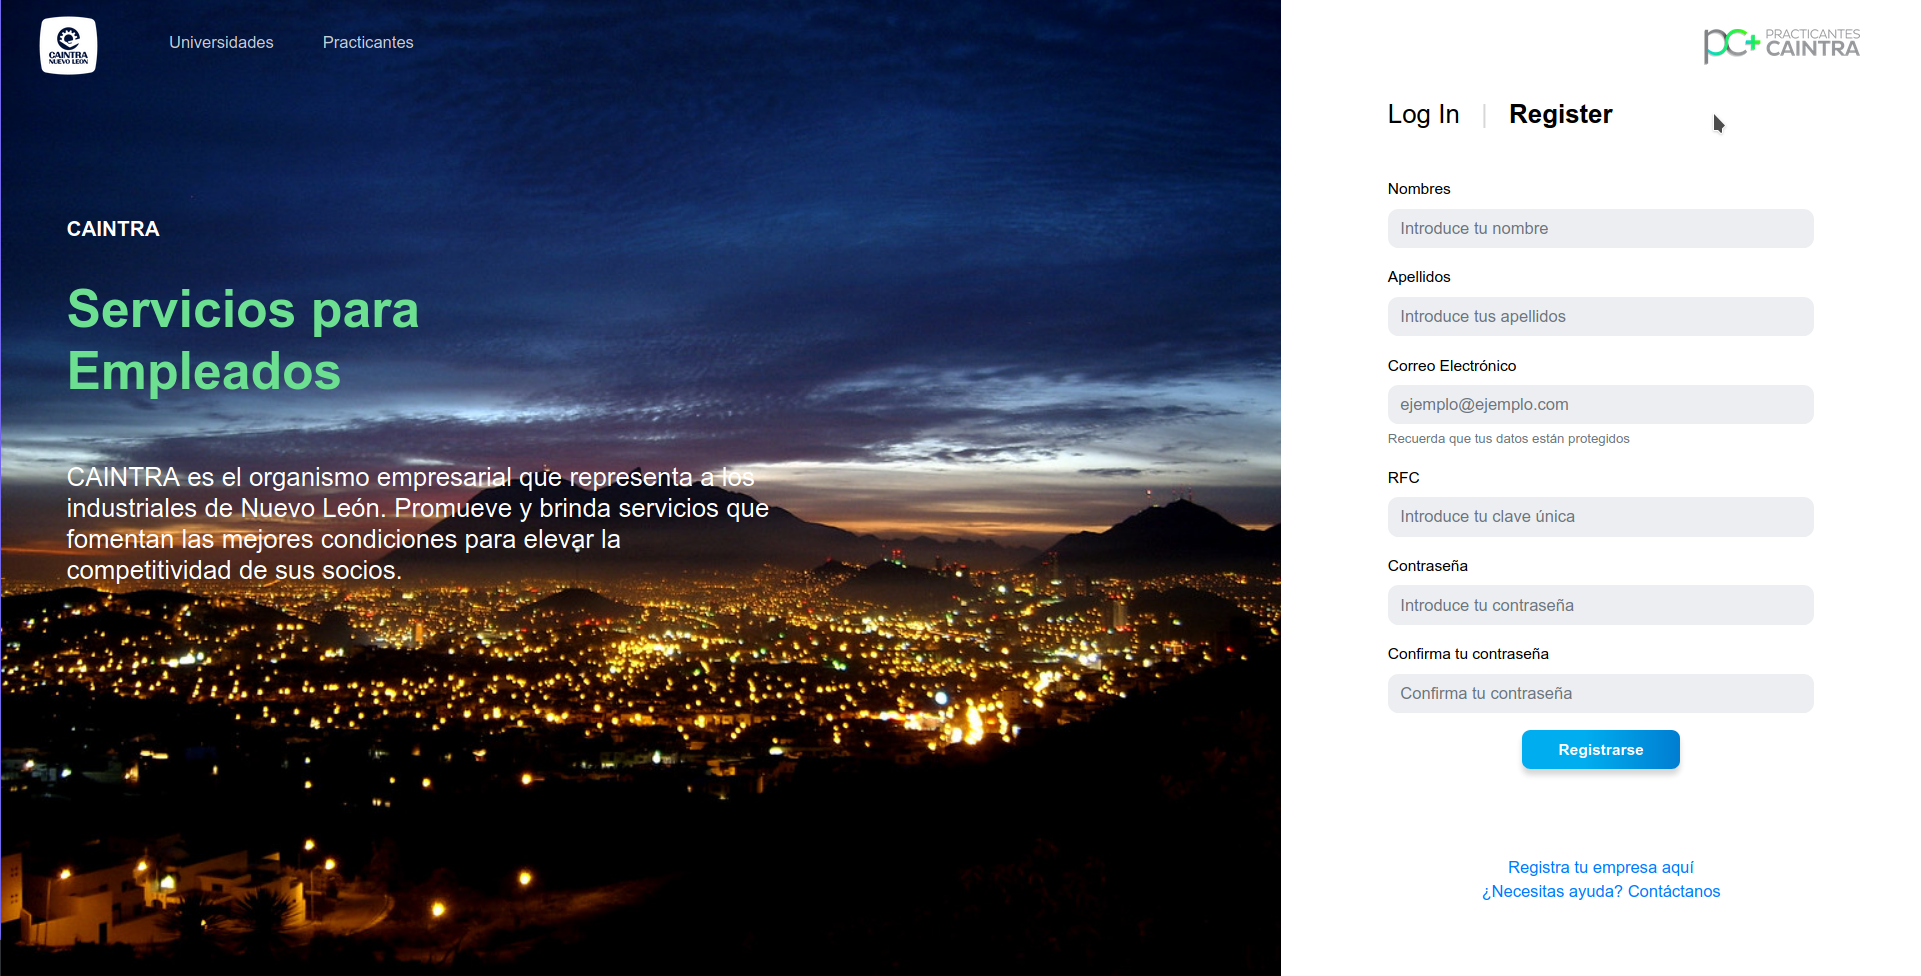 CAINTRA
NUEVO LEÓN
Universidades
Practicantes
CAINTRA
Servicios para
Empleados
CAINTRA es el organismo empresarial que representa a los
industriales de Nuevo León. Promueve y brinda servicios que
fomentan las mejores condiciones para elevar la
competitividad de sus socios.
pc+ PRACTICANTES
CAINTRA
Log In | Register
Nombres
Introduce tu nombre
Apellidos
Introduce tus apellidos
Correo Electrónico
ejemplo@ejemplo.com
Recuerda que tus datos están protegidos
RFC
Introduce tu clave única
Contraseña
Introduce tu contraseña
Confirma tu contraseña
Confirma tu contraseña
Registrarse
Registra tu empresa aquí
¿Necesitas ayuda? Contáctanos